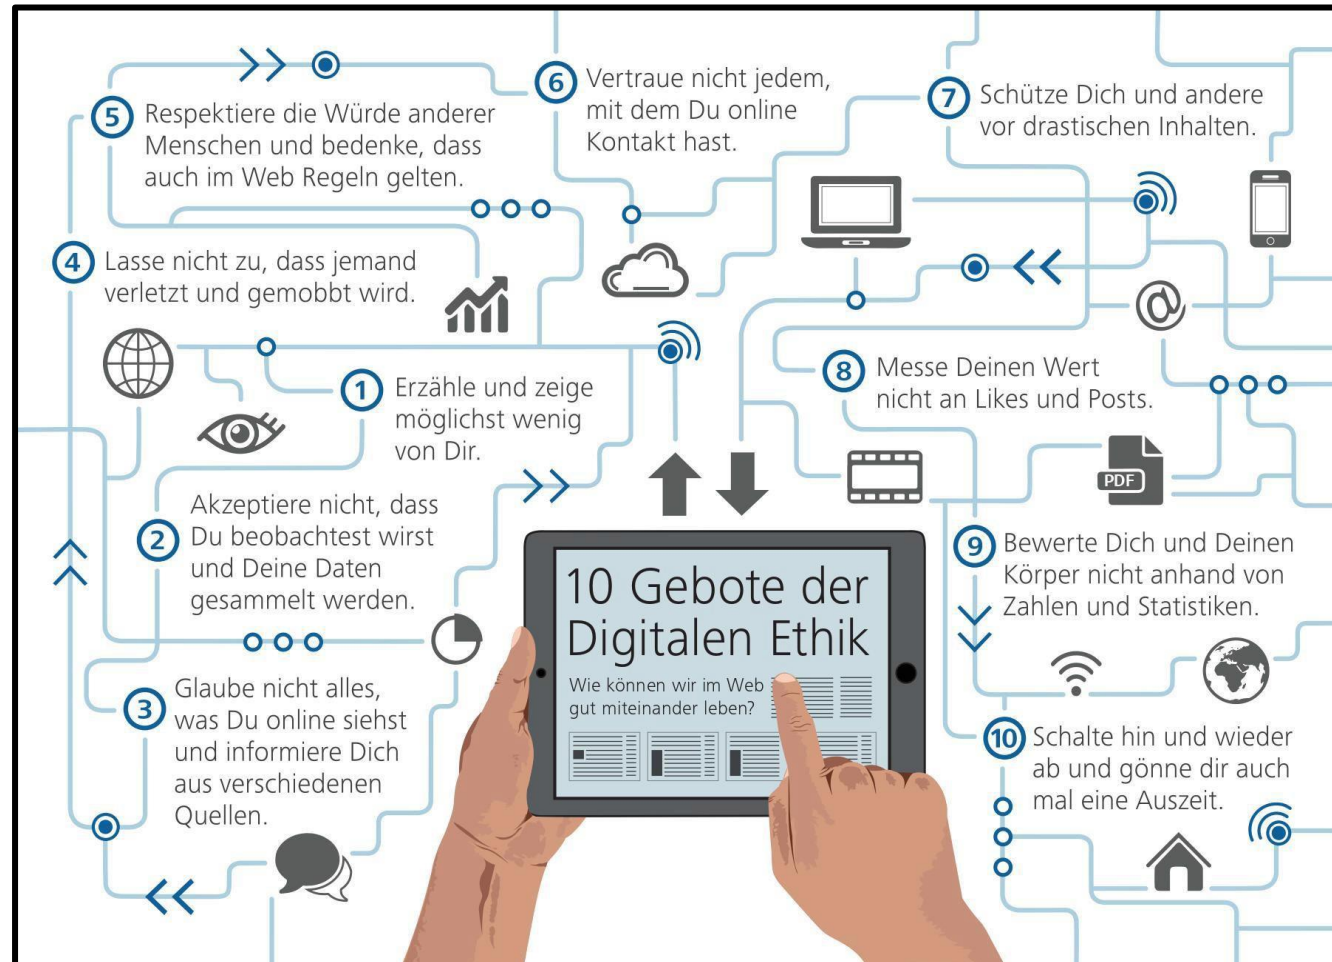 10 Gebote der
Digitalen Ethik
Wie können wir im Web
gut miteinander leben?
1
Erzähle und zeige
möglichst wenig
von Dir.
2
Akzeptiere nicht, dass
Du beobachtest wirst
und Deine Daten
gesammelt werden.
3
Glaube nicht alles,
was Du online siehst
und informiere Dich
aus verschiedenen
Quellen.
4
Lasse nicht zu, dass jemand
verletzt und gemobbt wird.
5
Respektiere die Würde anderer
Menschen und bedenke, dass
auch im Web Regeln gelten.
6
Vertraue nicht jedem,
mit dem Du online
Kontakt hast.
7
Schütze Dich und andere
vor drastischen Inhalten.
@
8
Messe Deinen Wert
nicht an Likes und Posts.
PDF
9
Bewerte Dich und Deinen
Körper nicht anhand von
Zahlen und Statistiken.
10
Schalte hin und wieder
ab und gönne dir auch
mal eine Auszeit.